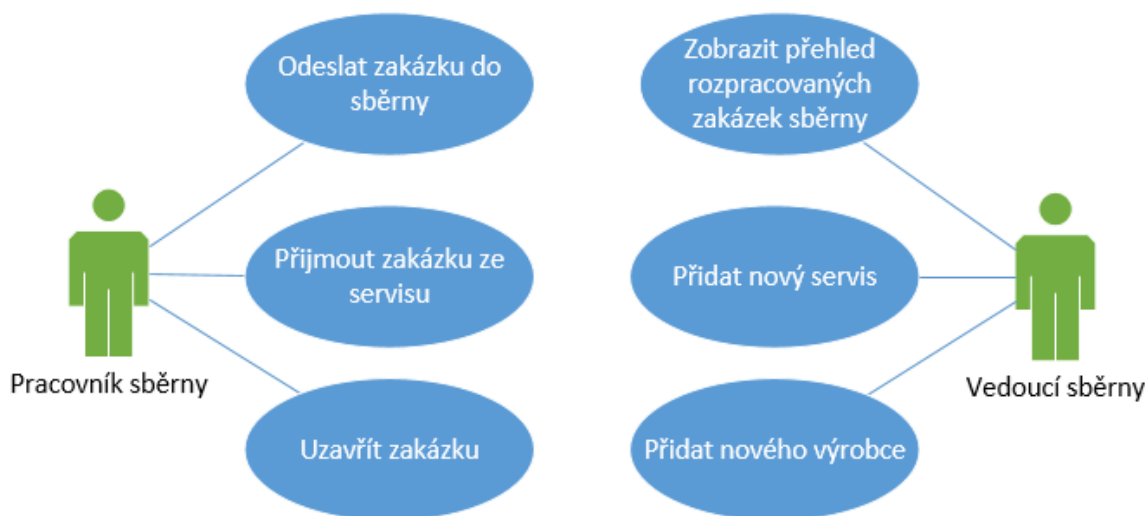 Odeslat zakázku do
sběrny
Zobrazit přehled
rozpracovaných
zakázek sběrny
Přijmout zakázku ze
servisu
Přidat nový servis
Pracovník sběrny
Vedoucí sběrny
Uzavřít zakázku
Přidat nového výrobce